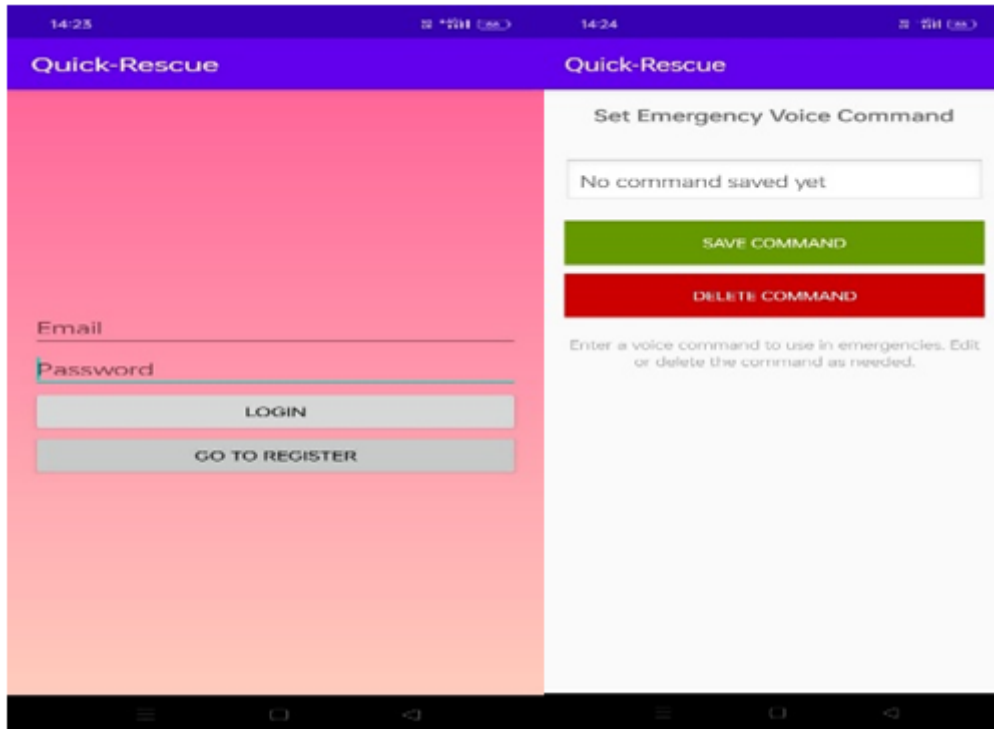 14:23
Quick-Rescue
Email
Password
LOGIN
GO TO REGISTER
14:24
Quick-Rescue
Set Emergency Voice Command
No command saved yet
SAVE COMMAND
DELETE COMMAND
Enter a voice command to use in emergencies. Edit
or delete the command as needed.